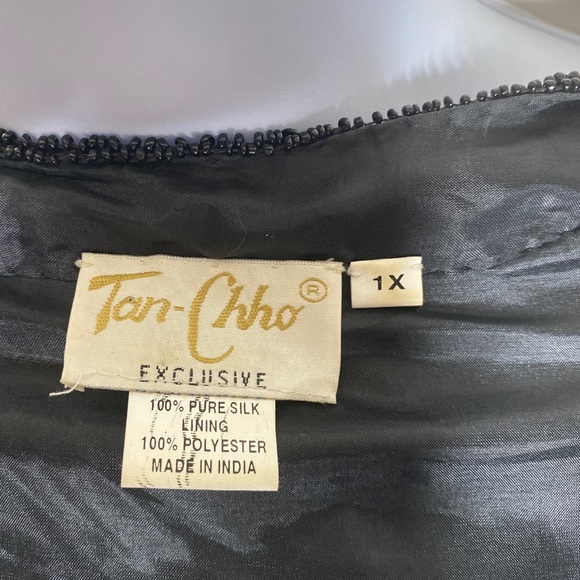 Tan-Chho®
1X
EXCLUSIVE
100% PURE SILK
LINING
100% POLYESTER
MADE IN INDIA